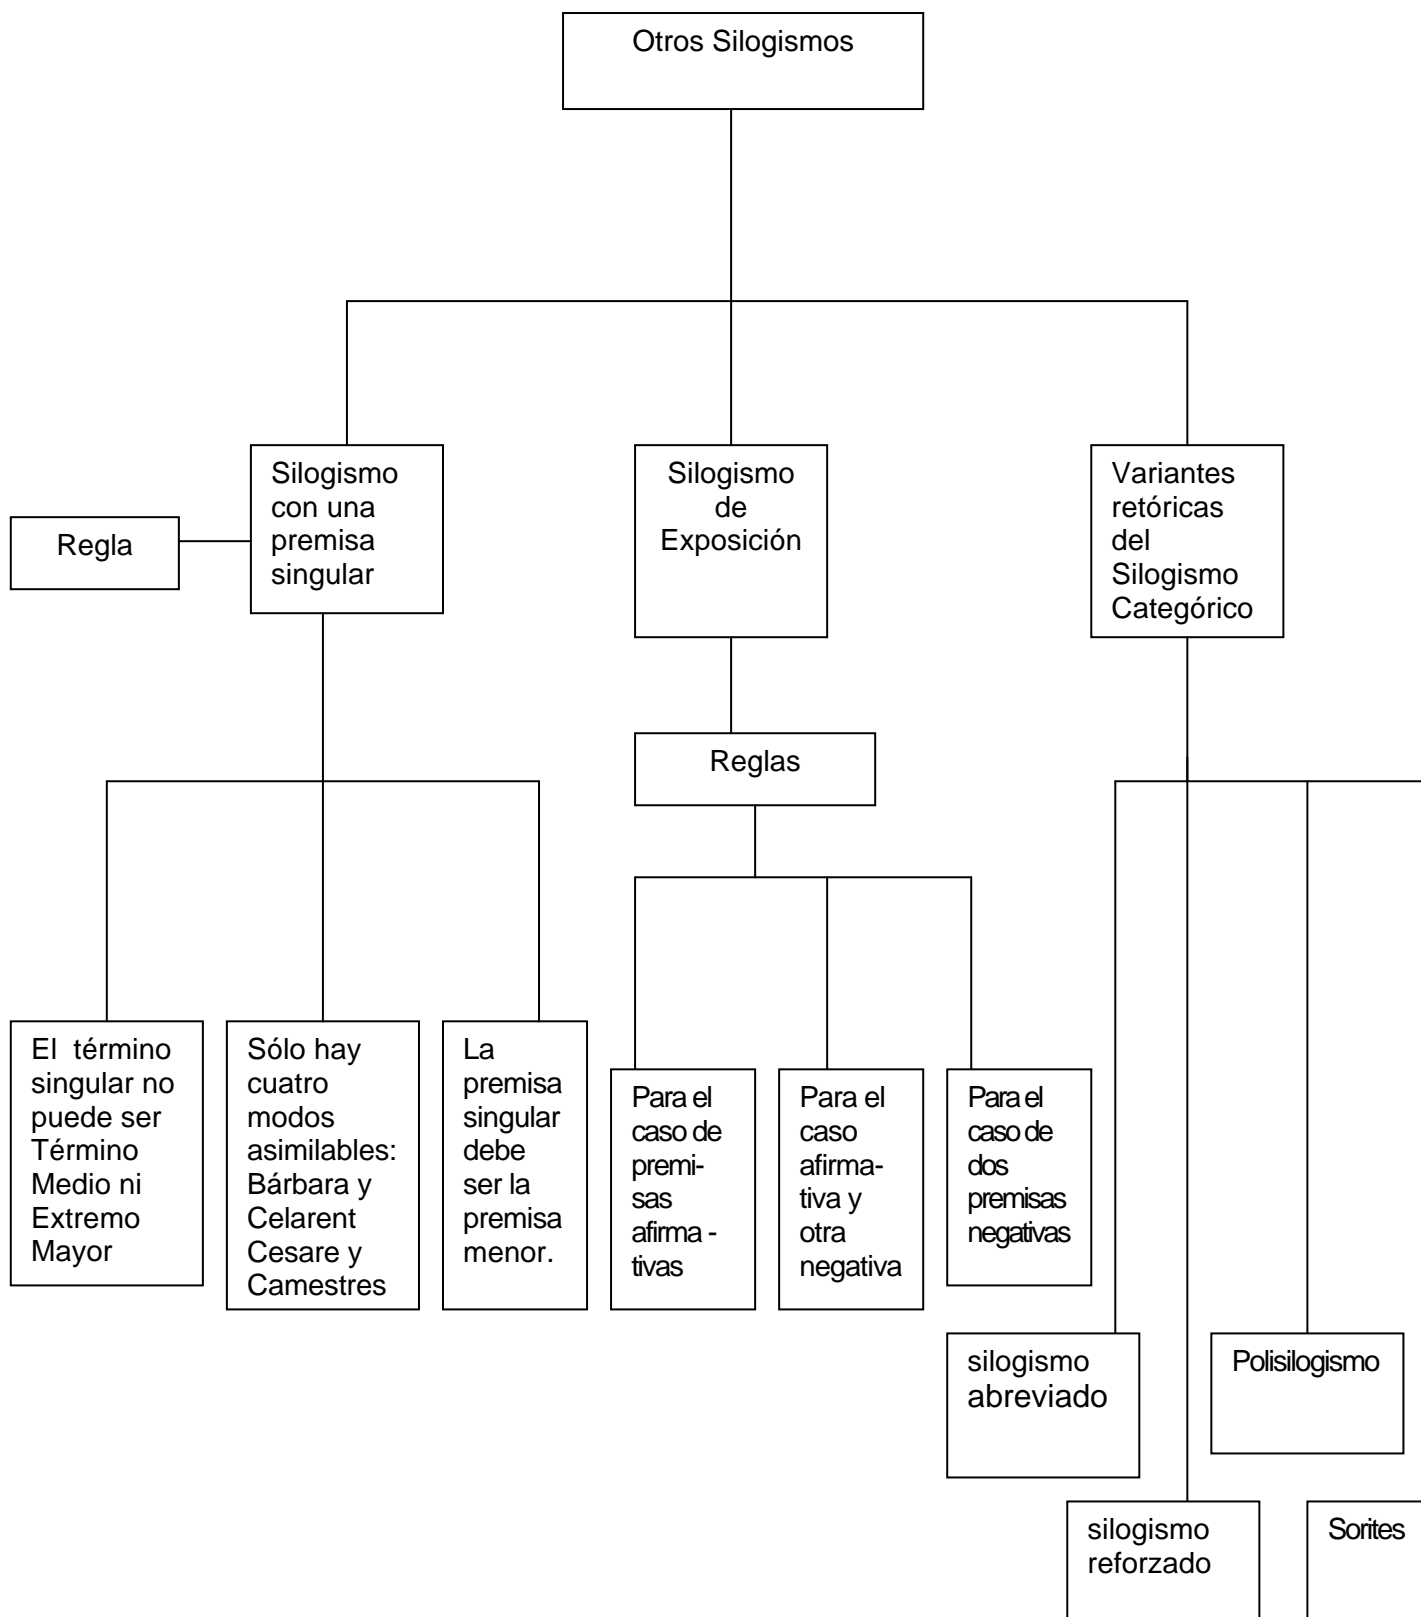 Otros Silogismos
Regla
Silogismo
con una
premisa
singular
Silogismo
de
Exposición
Variantes
retóricas
del
Silogismo
Categórico
Reglas
El término
singular no
puede ser
Término
Medio ni
Extremo
Mayor
Sólo hay
cuatro
modos
asimilables:
Bárbara y
Celarent
Cesare y
Camestres
La
premisa
singular
debe
ser la
premisa
menor.
Para el
caso de
premi-
sas
afirma -
tivas
Para el
caso
afirma-
tiva y
otra
negativa
Para el
caso de
dos
premisas
negativas
silogismo
abreviado
Polisilogismo
silogismo
reforzado
Sorites